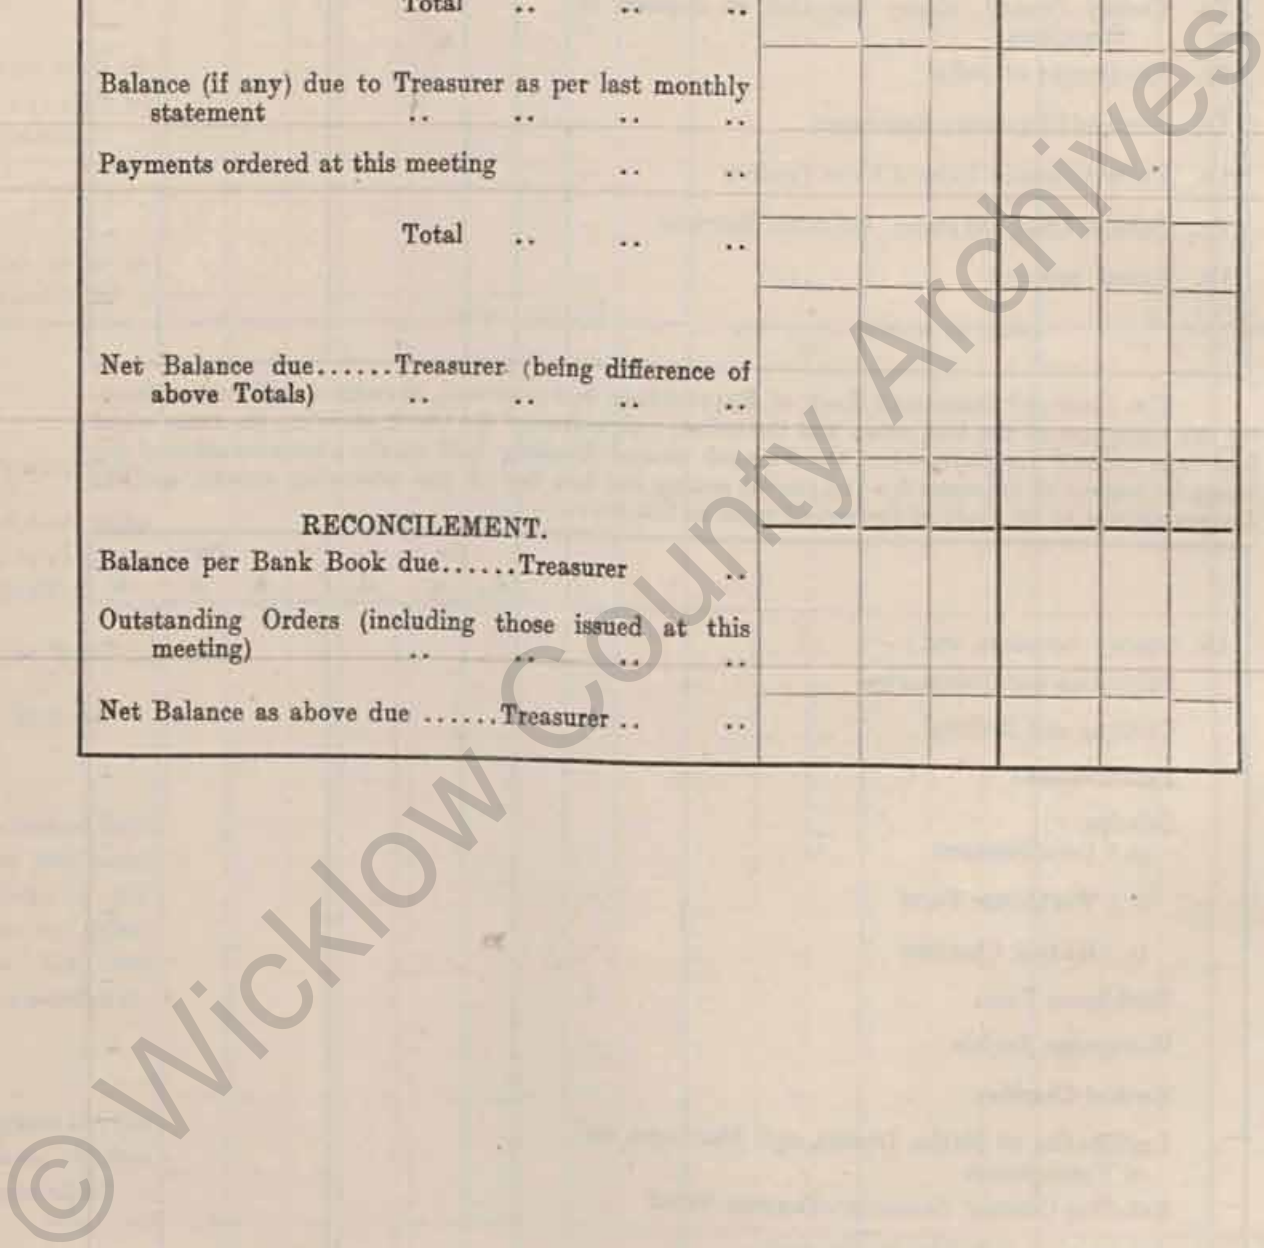 Total .. .. ..
Balance (if any) due to Treasurer as per last monthly
statement .. .. .. ..
Payments ordered at this meeting .. ..
Total .. .. ..
Net Balance due......Treasurer (being difference of
above Totals) .. .. .. ..
RECONCILEMENT.
Balance per Bank Book due......Treasurer ..
Outstanding Orders (including those issued at this
meeting) .. .. .. ..
Net Balance as above due ......Treasurer .. ..
© Wicklow County Archives